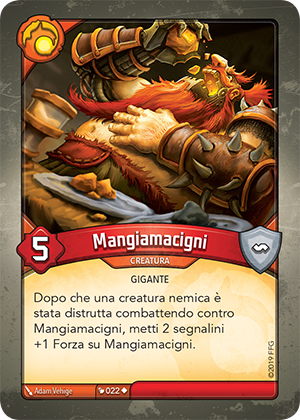 Mangiamacigni
5
CREATURA
GIGANTE
Dopo che una creatura nemica è
stata distrutta combattendo contro
Mangiamacigni, metti 2 segnalini
+1 Forza su Mangiamacigni.
©2019 FFG
Adam Vehige
022